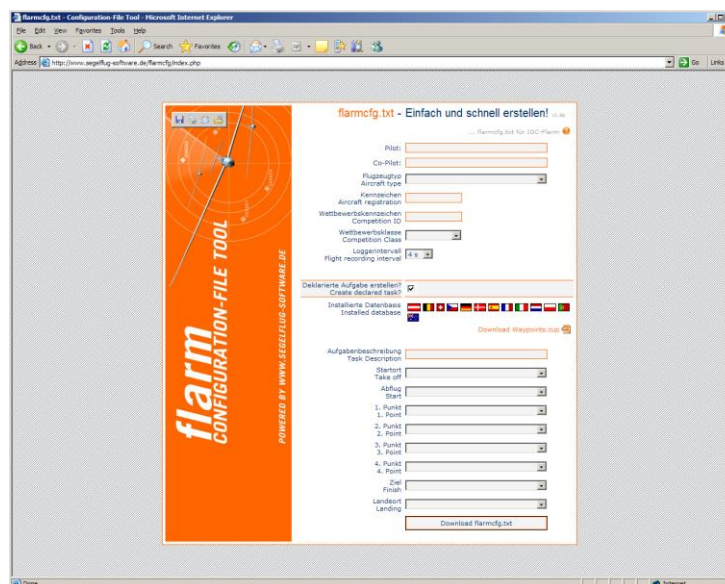 flarmcfg.txt - Configuration-File Tool - Microsoft Internet Explorer
File Edit View Favorites Tools Help
Back Search Favorites
Address http://www.segelflug-software.de/flarmcfg/index.php Go Links
flarmcfg.txt - Einfach und schnell erstellen!
... flarmcfg.txt für IGC-Flarm
Pilot:
Co-Pilot:
Flugzeugtyp
Aircraft type
Kennzeichen
Aircraft registration
Wettbewerbskennzeichen
Competition ID
Wettbewerbsklasse
Competition Class
Loggerintervall
Flight recording interval
4 s
Deklarierte Aufgabe erstellen?
Create declared task?
Installierte Datenbasis
Installed database
Download Waypoints.cup
Aufgabenbeschreibung
Task Description
Startort
Take off
Abflug
Start
1. Punkt
1. Point
2. Punkt
2. Point
3. Punkt
3. Point
4. Punkt
4. Point
Ziel
Finish
Landeort
Landing
Download flarmcfg.txt
flarm
CONFIGURATION-FILE TOOL
POWERED BY WWW.SEGELFLUG-SOFTWARE.DE
Done
Internet